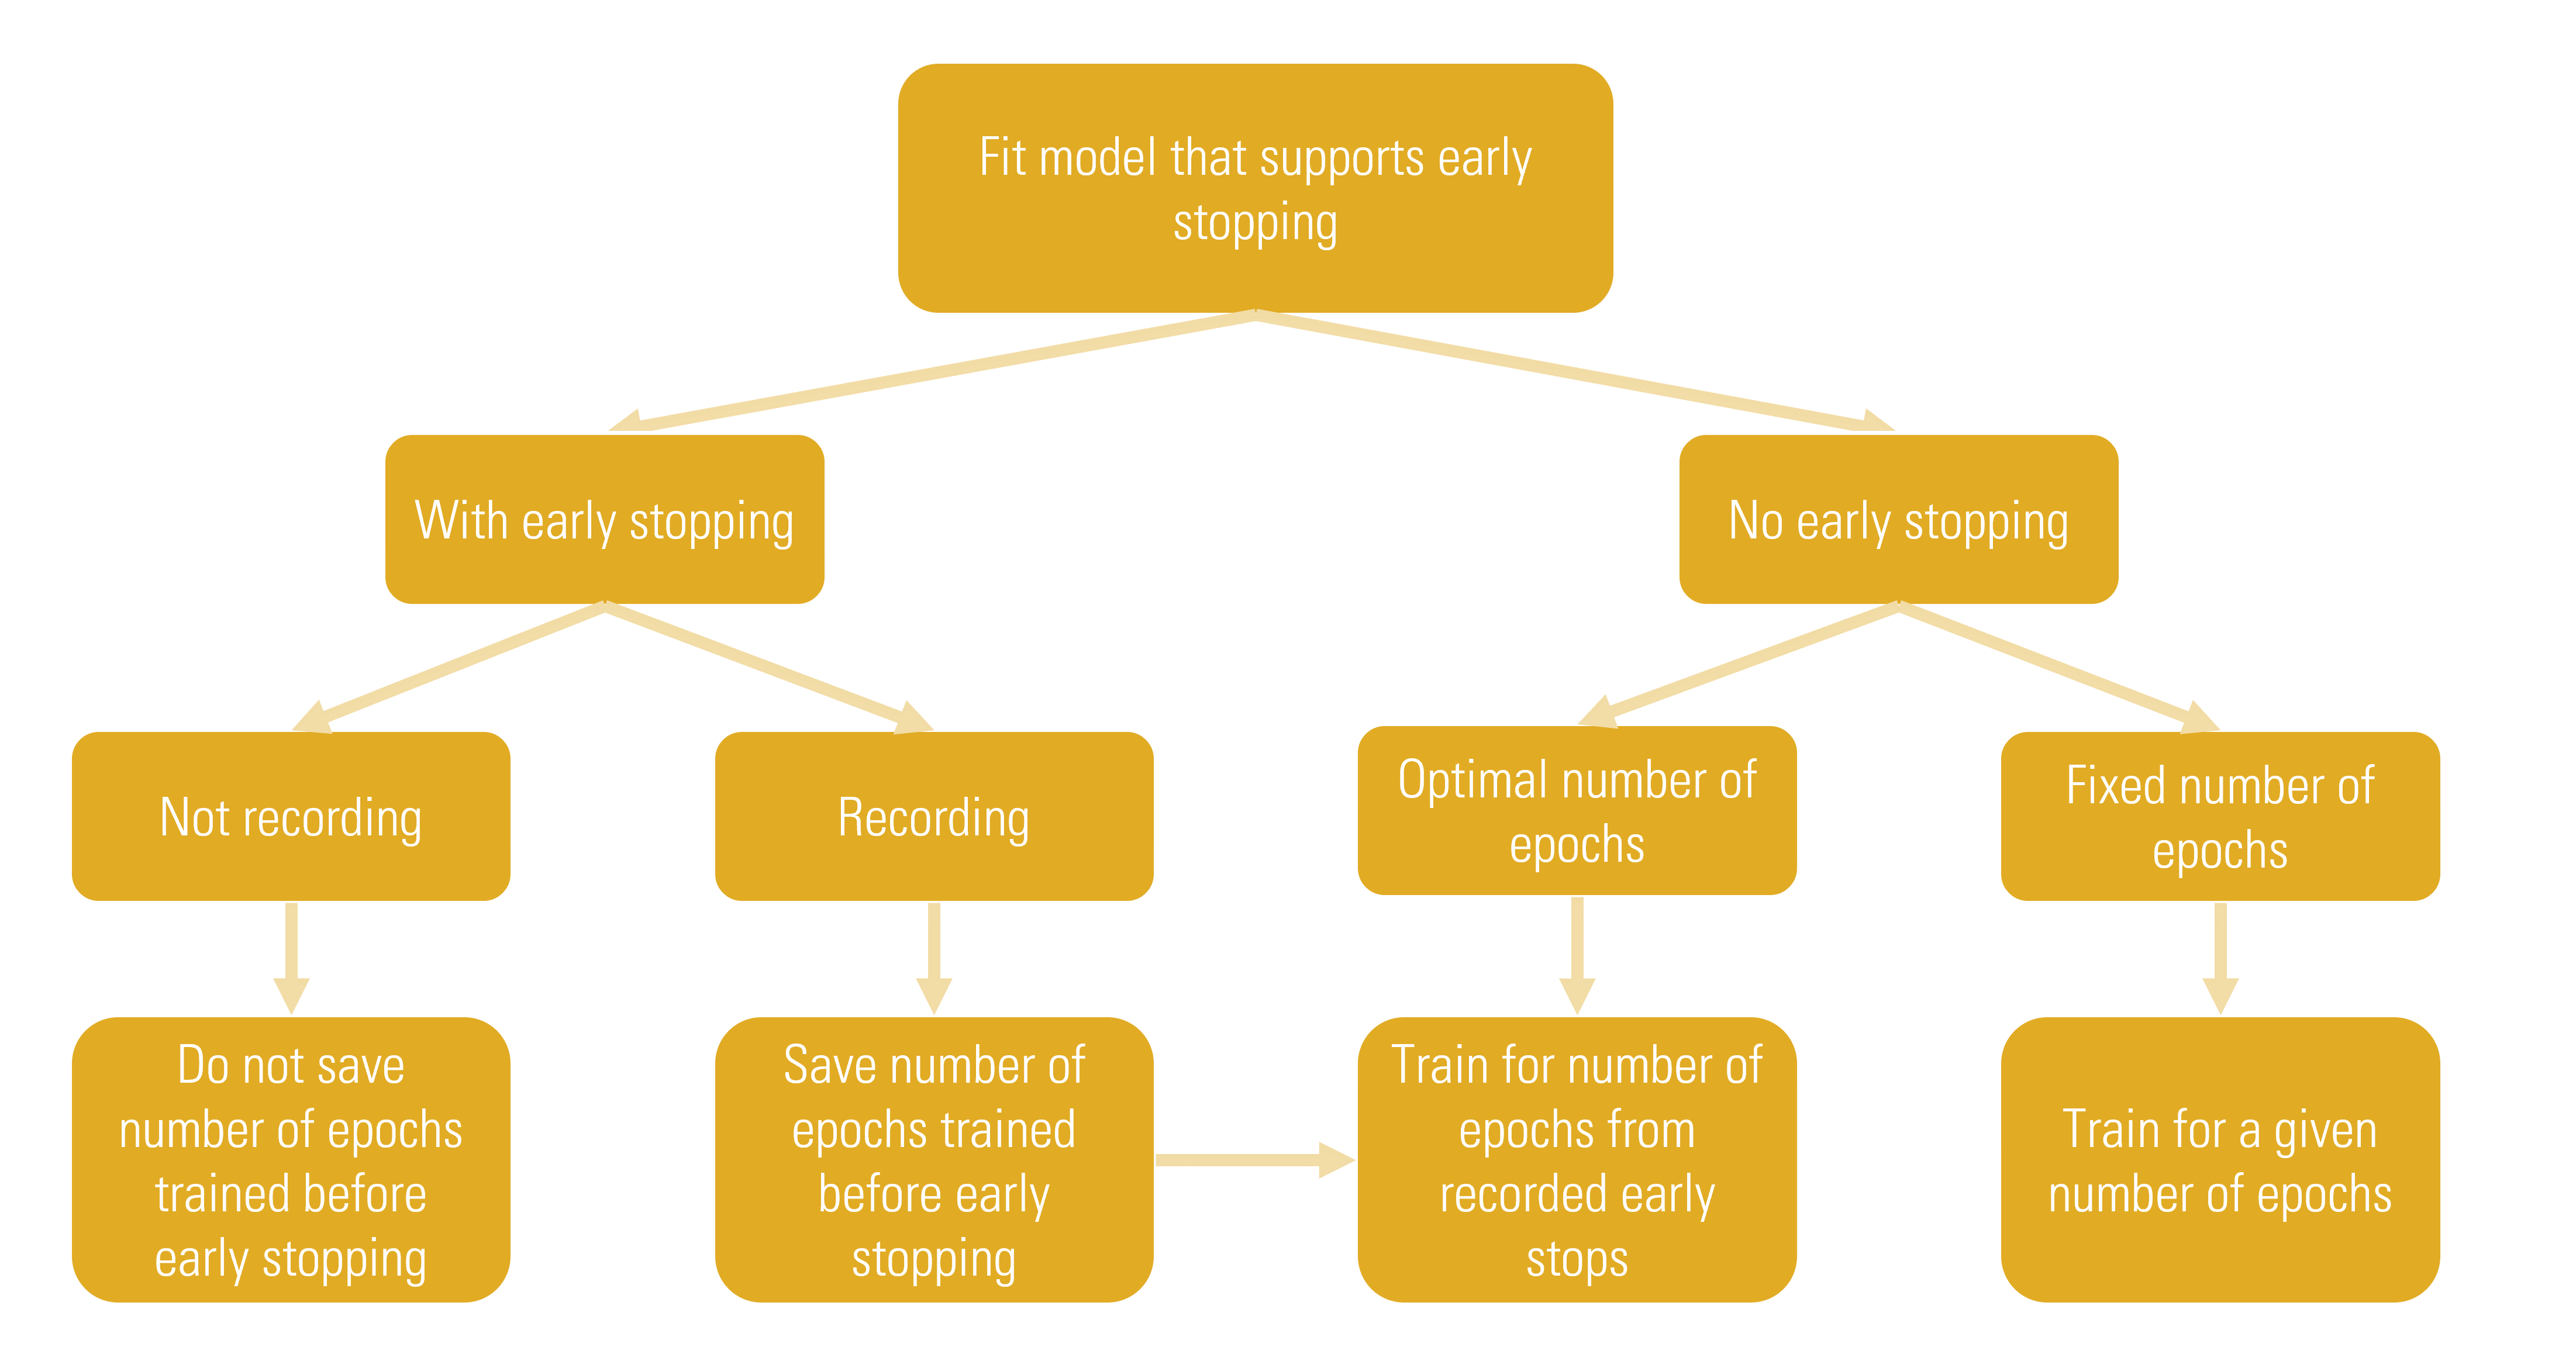 Fit model that supports early
stopping
With early stopping
No early stopping
Not recording
Recording
Optimal number of
epochs
Fixed number of
epochs
Do not save
number of epochs
trained before
early stopping
Save number of
epochs trained
before early
stopping
Train for number of
epochs from
recorded early
stops
Train for a given
number of epochs